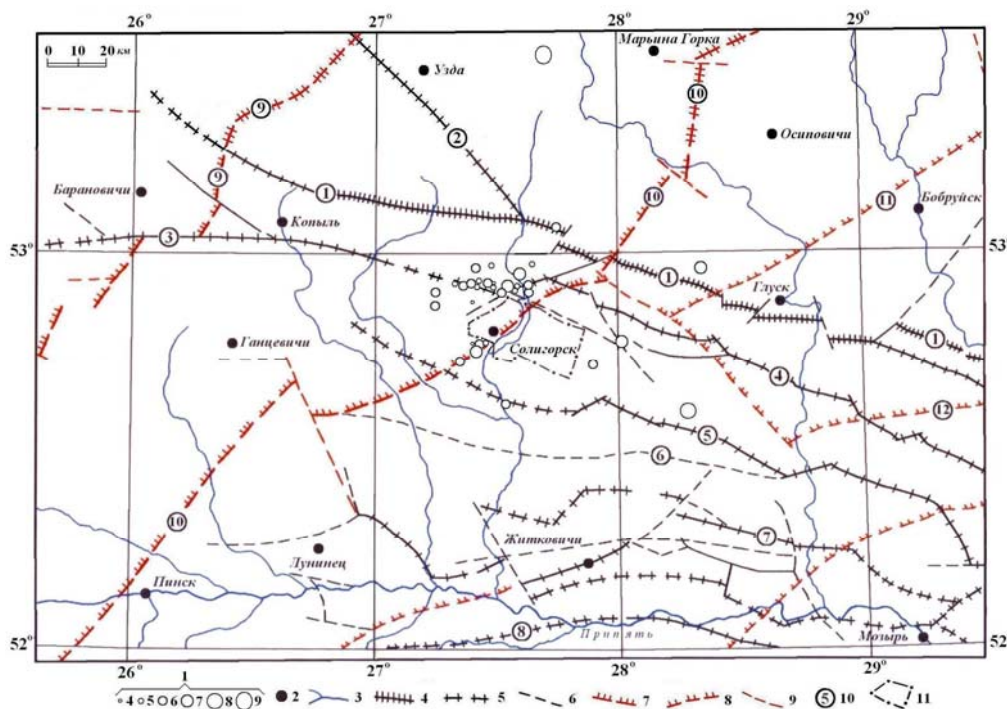 26° 27° 28° 29°
0 10 20 км
Марьина Горка
Узда
9
10
2
Осиповичи
9
Барановичи
1
10
11
Бобруйск
Копыль
3
53° 53
1
Глуск
1
Солигорск
Ганцевичи
4
12
5
6
10
7
Житковичи
Лунинец
Пинск
8
Припять
Мозырь
52° 52
26° 27° 28° 29°
1
4 5 6 7 8 9 2 3 4 5 6 7 8 9 5 10 11